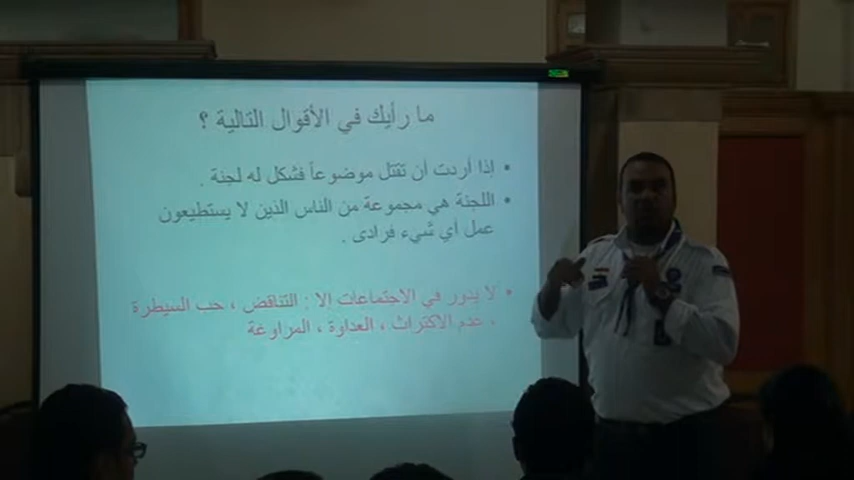 ما رأيك في الأقوال التالية ؟
• إذا أردت أن تقتل موضوعاً فشكل له لجنة .
• اللجنة هي مجموعة من الناس الذين لا يستطيعون
عمل أي شيء فرادى .
• لا يدور في الاجتماعات إلا : التناقض ، حب السيطرة
، عدم الاكتراث ، العداوة ، المراوغة